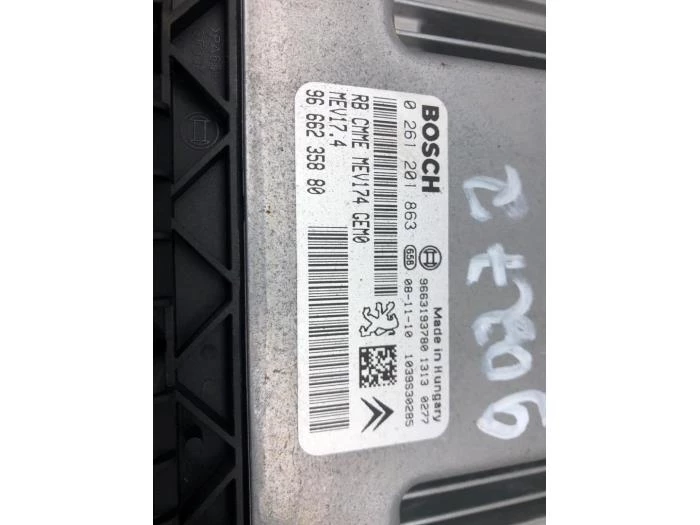 BOSCH
0 261 201 863
658
9663193780 1313 0277
Made in Hungary
08-11-10 1039S30285
RB CMME MEV174 GEM0
MEV17.4
96 662 358 80